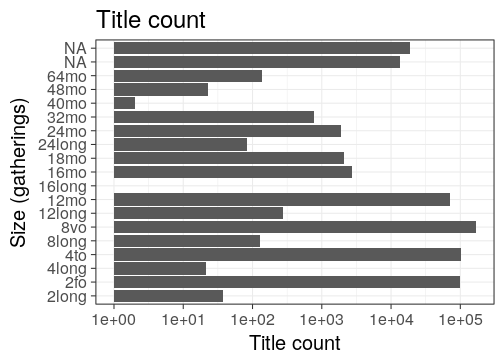 Title count
Size (gatherings)
NA
NA
64mo
48mo
40mo
32mo
24mo
24long
18mo
16mo
16long
12mo
12long
8vo
8long
4to
4long
2fo
2long
1e+00 1e+01 1e+02 1e+03 1e+04 1e+05
Title count